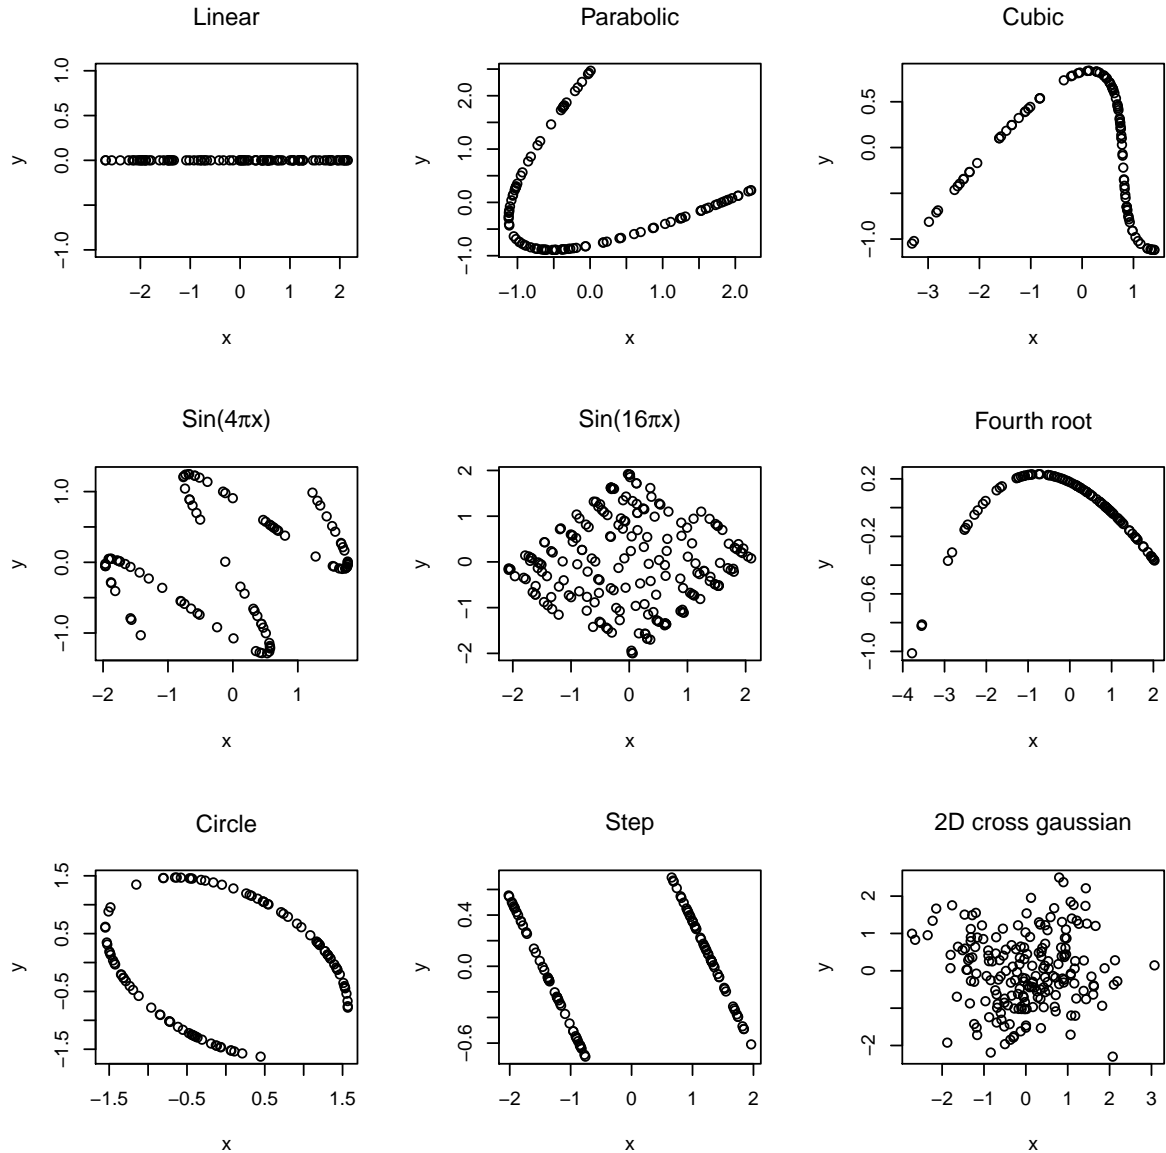 Linear
Parabolic
Cubic
y
−1.0 0.0 0.5 1.0
−2 −1 0 1 2
x
y
−1.0 0.0 1.0 2.0
−1.0 0.0 1.0 2.0
x
y
−1.0 0.5
−3 −2 −1 0 1
x
Sin(4πx)
Sin(16πx)
Fourth root
y
−1.0 0.0 1.0
−2 −1 0 1
x
y
−2 −1 0 1 2
−2 −1 0 1 2
x
y
−1.0 −0.6 −0.2 0.2
−4 −3 −2 −1 0 1 2
x
Circle
Step
2D cross gaussian
y
−1.5 −0.5 0.5 1.5
−1.5 −0.5 0.5 1.5
x
y
−0.6 0.0 0.4
−2 −1 0 1 2
x
y
−2 0 1 2
−2 −1 0 1 2 3
x